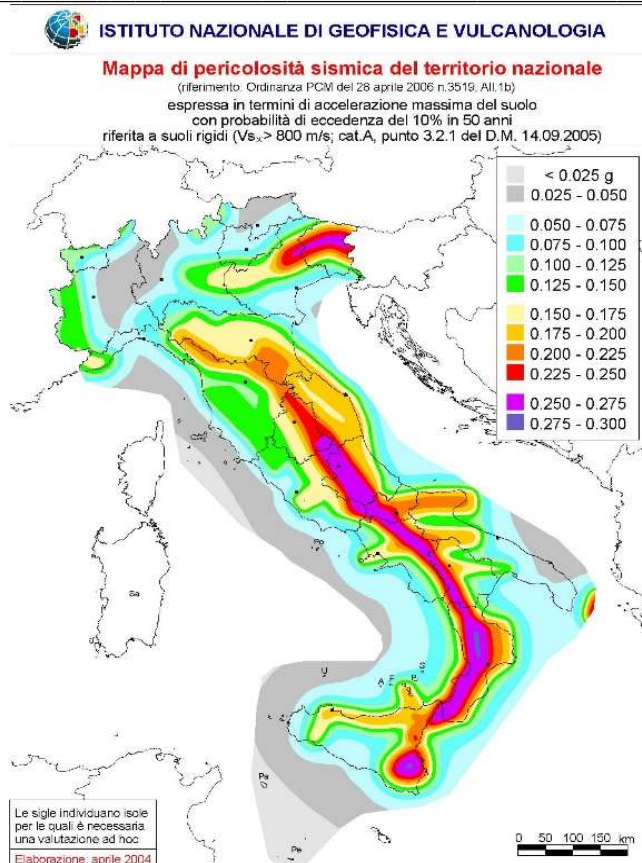 ISTITUTO NAZIONALE DI GEOFISICA E VULCANOLOGIA
Mappa di pericolosità sismica del territorio nazionale
(riferimento: Ordinanza PCM del 28 aprile 2006 n.3519, All.1b)
espressa in termini di accelerazione massima del suolo
con probabilità di eccedenza del 10% in 50 anni
riferita a suoli rigidi (Vs₃₀> 800 m/s; cat.A, punto 3.2.1 del D.M. 14.09.2005)
< 0.025 g
0.025 - 0.050
0.050 - 0.075
0.075 - 0.100
0.100 - 0.125
0.125 - 0.150
0.150 - 0.175
0.175 - 0.200
0.200 - 0.225
0.225 - 0.250
0.250 - 0.275
0.275 - 0.300
Po
Sa
U
A
F
P
S
Pa
Pe
Le sigle individuano isole
per le quali è necessaria
una valutazione ad hoc
Elaborazione: aprile 2004
0 50 100 150 km